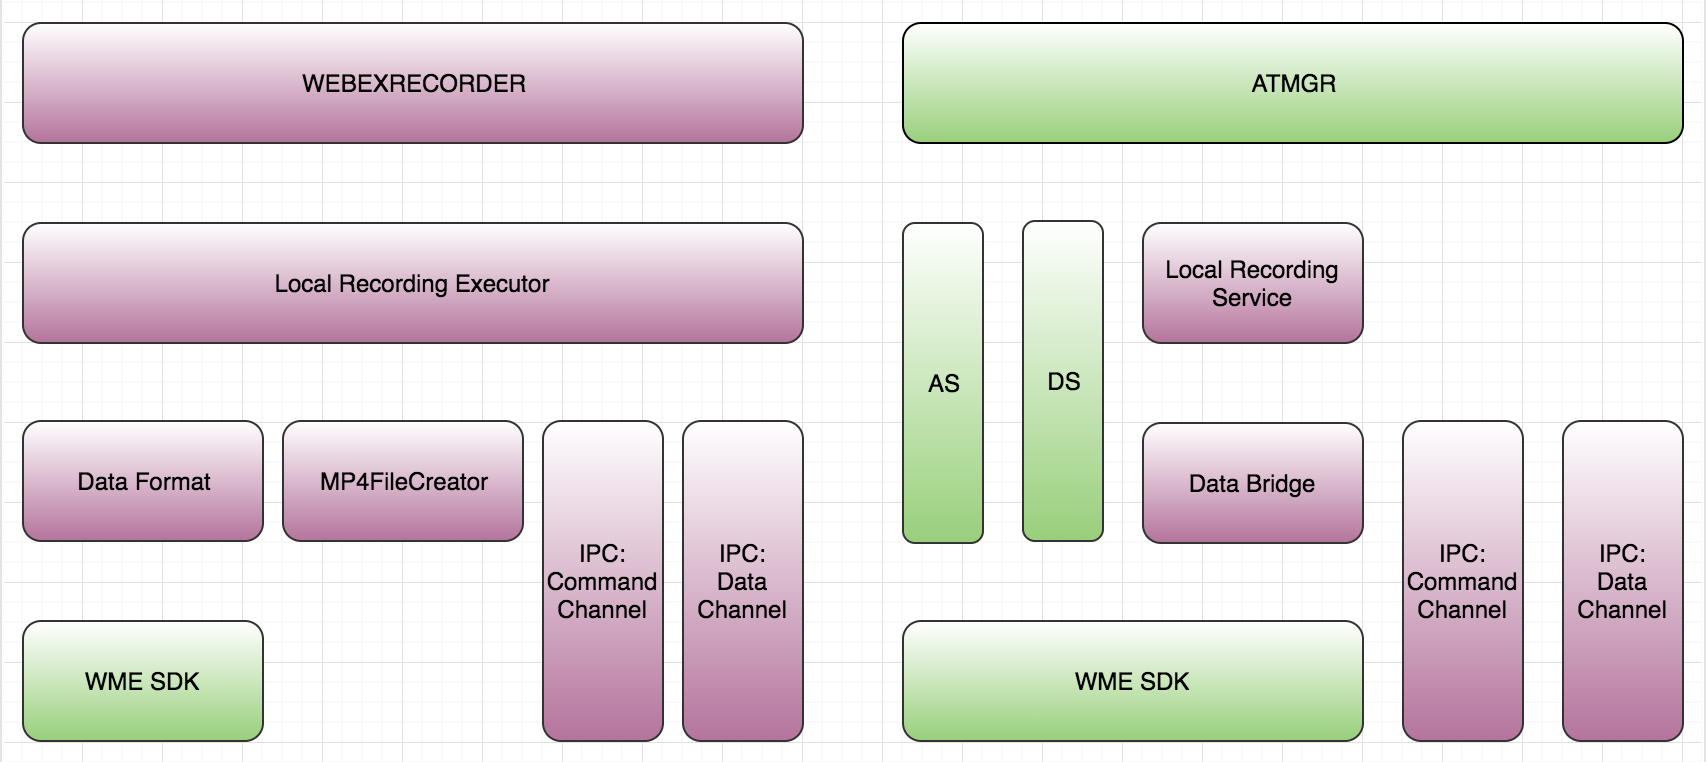 WEBEXRECORDER
ATMGR
Local Recording Executor
AS
DS
Local Recording
Service
Data Format
MP4FileCreator
IPC:
Command
Channel
IPC:
Data
Channel
Data Bridge
IPC:
Command
Channel
IPC:
Data
Channel
WME SDK
WME SDK